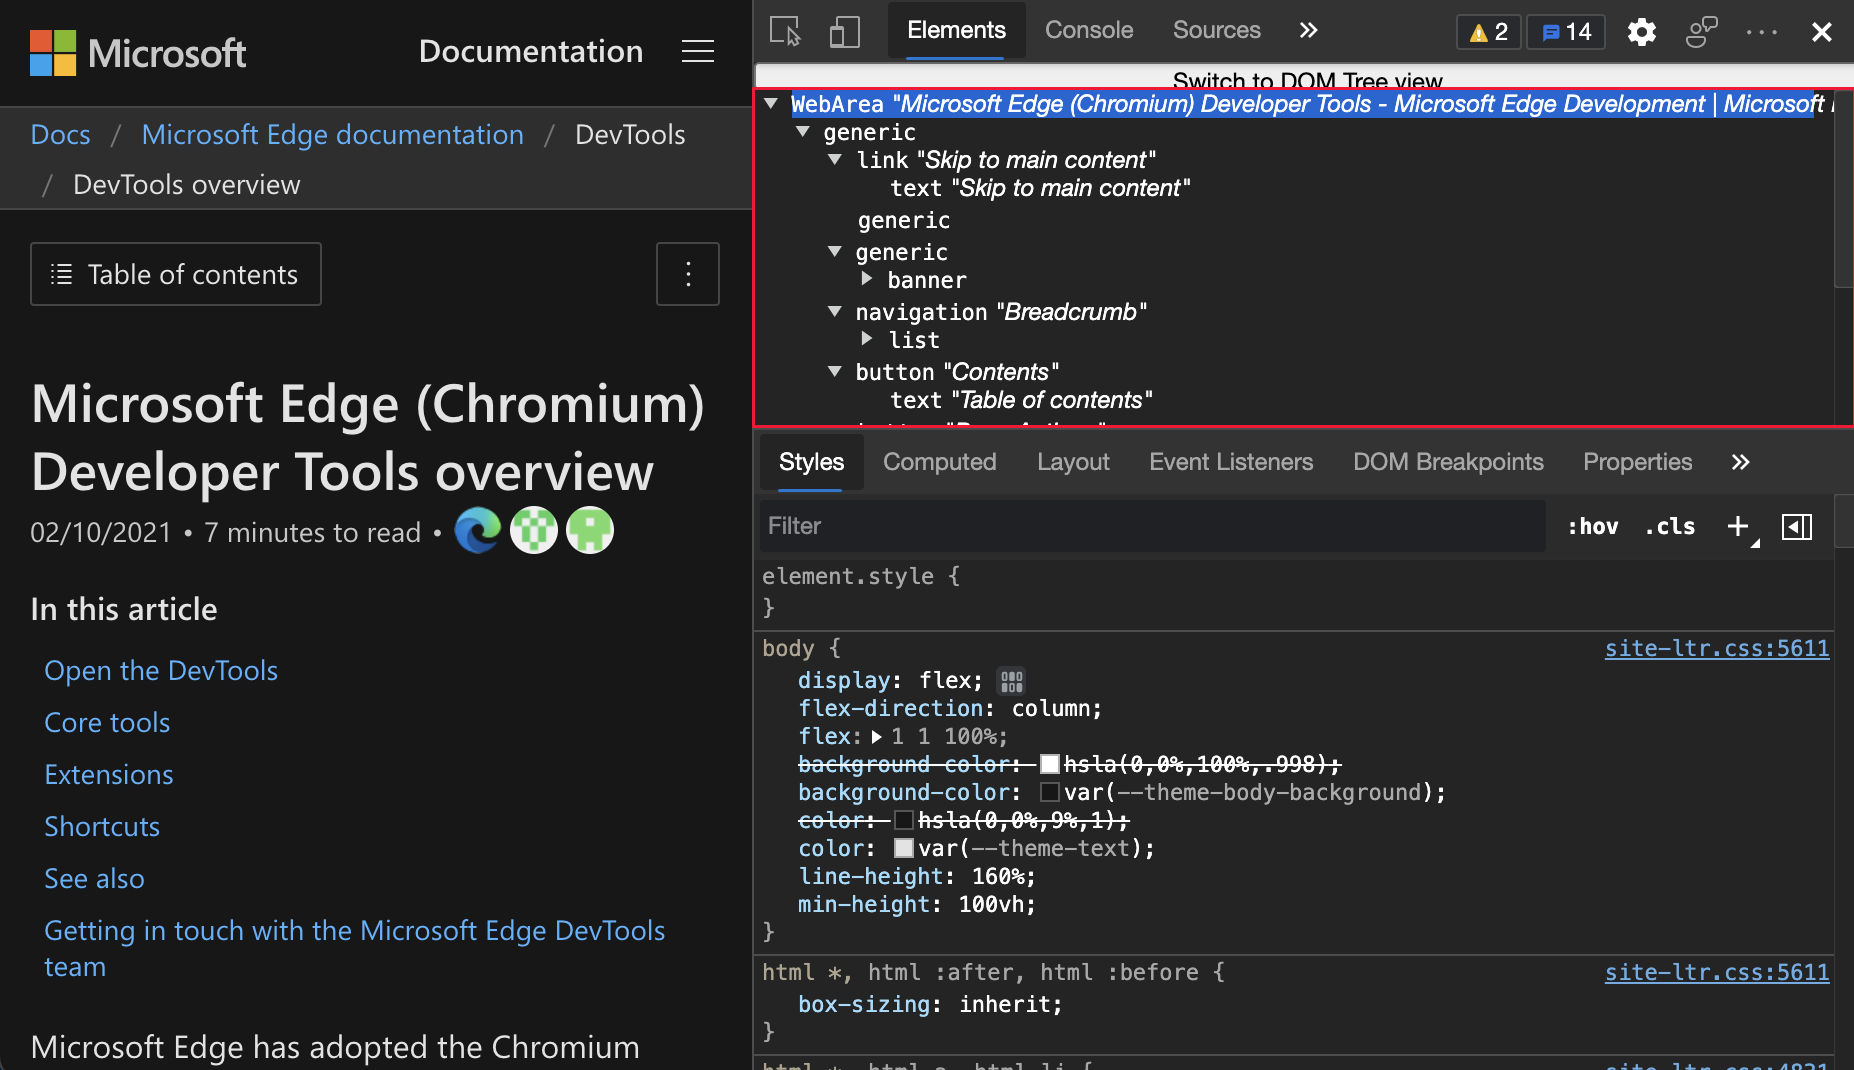 Microsoft
Documentation
Docs / Microsoft Edge documentation / DevTools
/ DevTools overview
Table of contents
Microsoft Edge (Chromium)
Developer Tools overview
02/10/2021 • 7 minutes to read •
In this article
Open the DevTools
Core tools
Extensions
Shortcuts
See also
Getting in touch with the Microsoft Edge DevTools
team
Microsoft Edge has adopted the Chromium
Elements Console Sources » 2 14
Switch to DOM Tree view
WebArea "Microsoft Edge (Chromium) Developer Tools - Microsoft Edge Development | Microsoft
generic
link "Skip to main content"
text "Skip to main content"
generic
generic
banner
navigation "Breadcrumb"
list
button "Contents"
text "Table of contents"
Styles Computed Layout Event Listeners DOM Breakpoints Properties »
Filter :hov .cls +
element.style {
}
body { site-ltr.css:5611
display: flex;
flex-direction: column;
flex: 1 1 100%;
background-color: hsla(0,0%,100%,.998);
background-color: var(--theme-body-background);
color: hsla(0,0%,9%,1);
color: var(--theme-text);
line-height: 160%;
min-height: 100vh;
}
html *, html :after, html :before { site-ltr.css:5611
box-sizing: inherit;
}